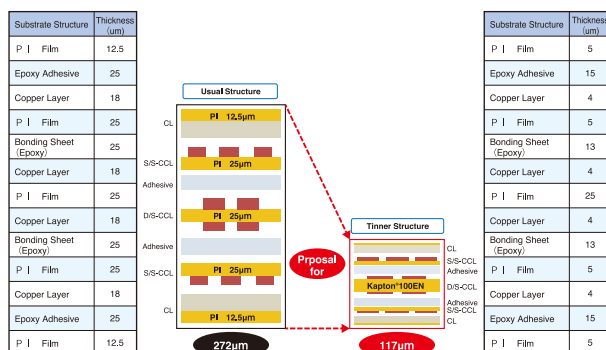 Substrate Structure Thickness (um)
P I Film 12.5
Epoxy Adhesive 25
Copper Layer 18
P I Film 25
Bonding Sheet (Epoxy) 25
Copper Layer 18
P I Film 25
Copper Layer 18
Bonding Sheet (Epoxy) 25
P I Film 25
Copper Layer 18
Epoxy Adhesive 25
P I Film 12.5
Usual Structure
CL
PI 12.5μm
S/S-CCL
PI 25μm
Adhesive
D/S-CCL
PI 25μm
Adhesive
S/S-CCL
PI 25μm
CL
PI 12.5μm
272μm
Prposal
for
Tinner Structure
CL
S/S-CCL
Adhesive
Kapton®100EN
D/S-CCL
Adhesive
S/S-CCL
CL
117μm
Substrate Structure Thickness (um)
P I Film 5
Epoxy Adhesive 15
Copper Layer 4
P I Film 5
Bonding Sheet (Epoxy) 13
Copper Layer 4
P I Film 25
Copper Layer 4
Bonding Sheet (Epoxy) 13
P I Film 5
Copper Layer 4
Epoxy Adhesive 15
P I Film 5